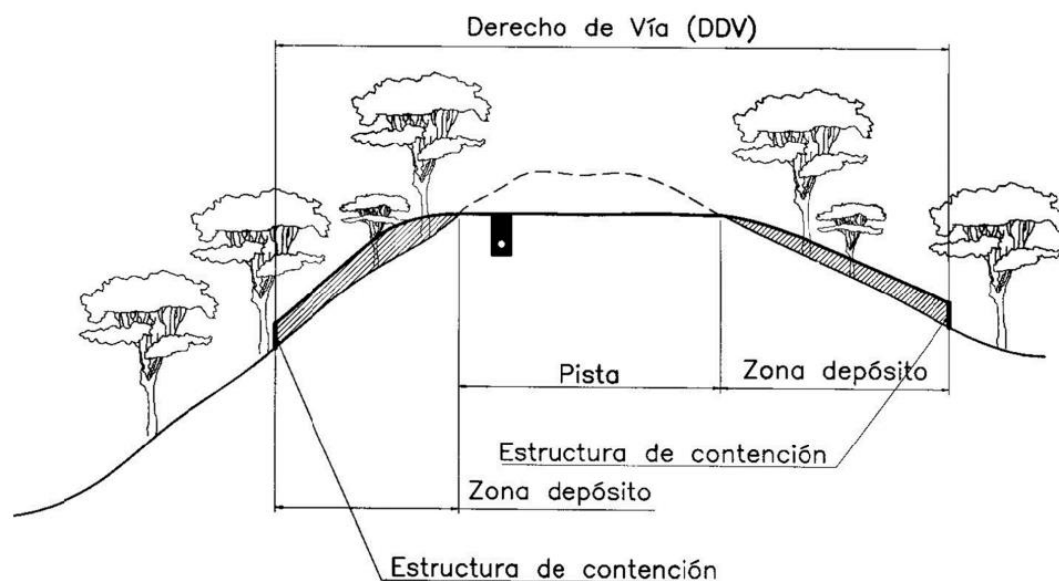 Derecho de Vía (DDV)
Pista
Zona depósito
Estructura de contención
Zona depósito
Estructura de contención